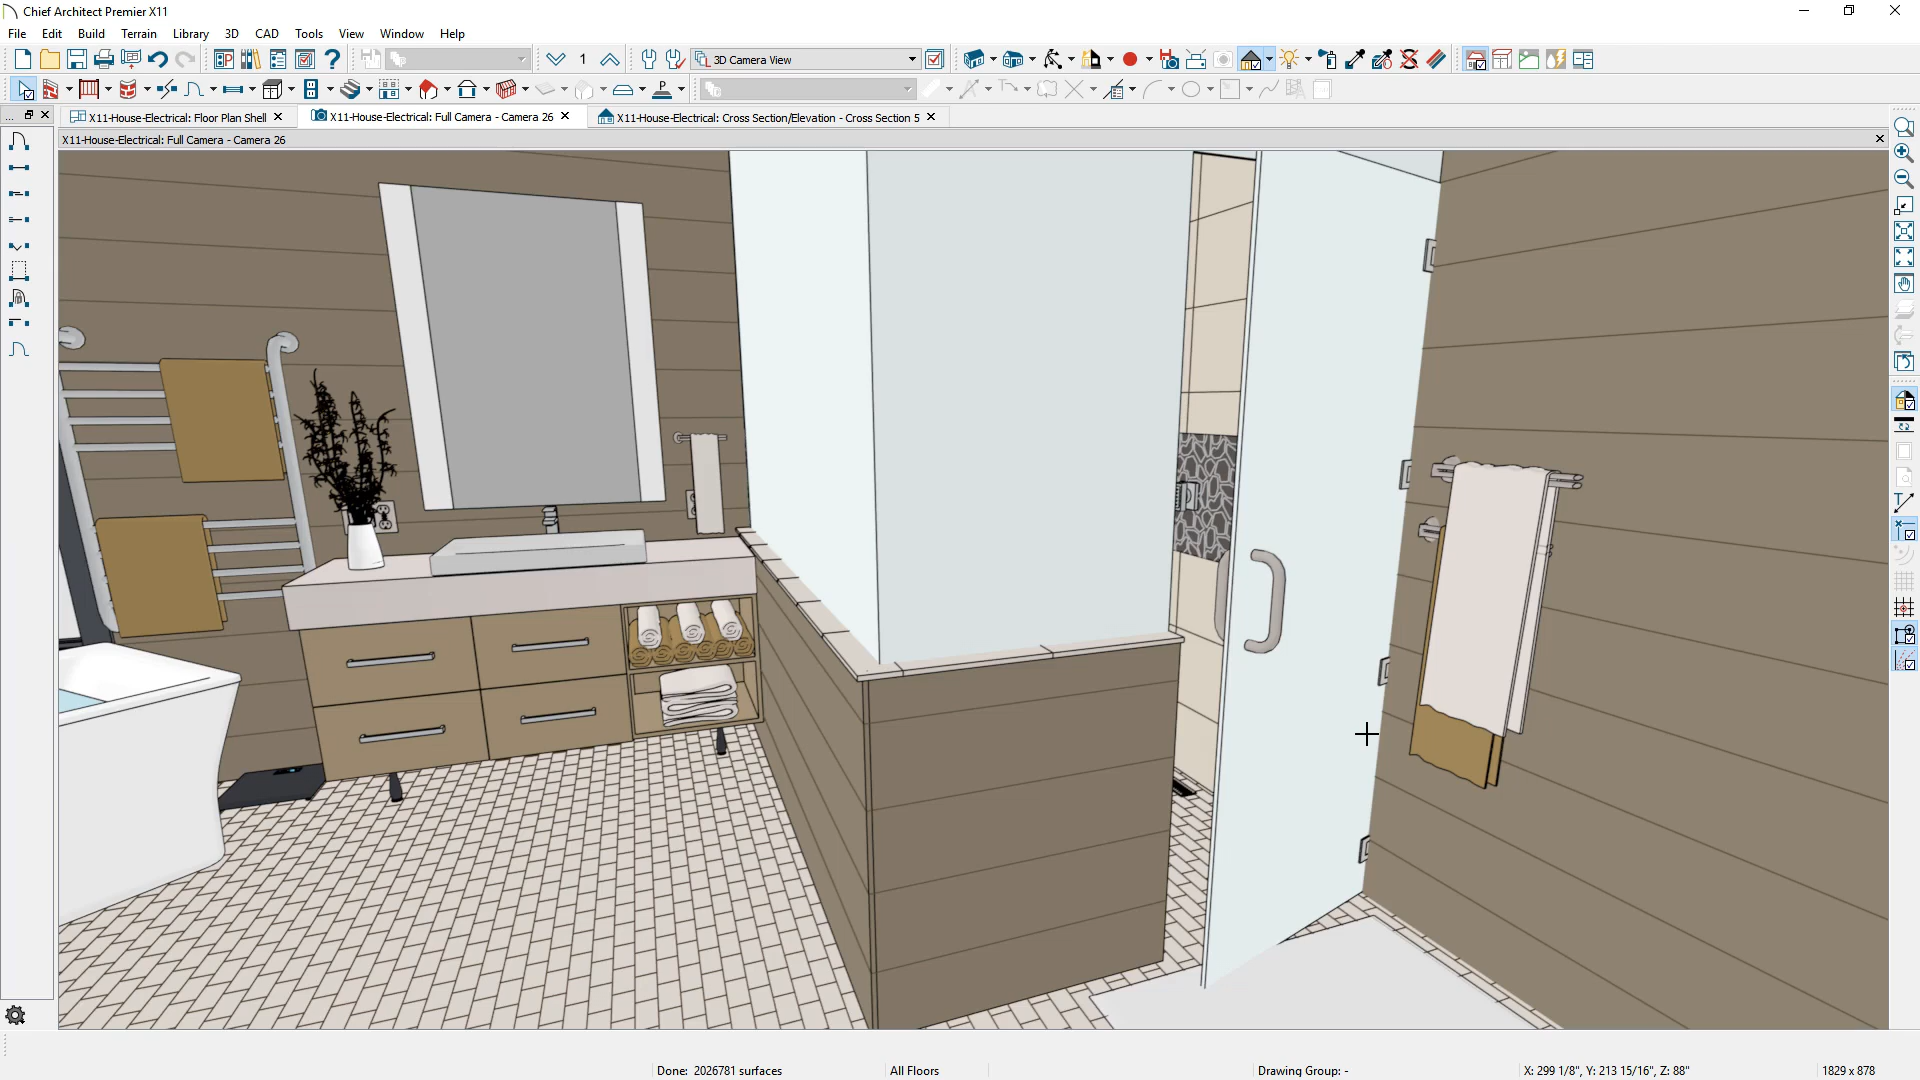 Chief Architect Premier X11
File Edit Build Terrain Library 3D CAD Tools Views Window Help
1 3D Camera View
P
X11-House-Electrical: Floor Plan Shell X11-House-Electrical: Full Camera - Camera 26 X11-House-Electrical: Cross Section/Elevation - Cross Section 5
X11-House-Electrical: Full Camera - Camera 26
Done: 2026781 surfaces All Floors Drawing Group: - X: 299 1/8", Y: 213 15/16", Z: 88" 1829 x 878